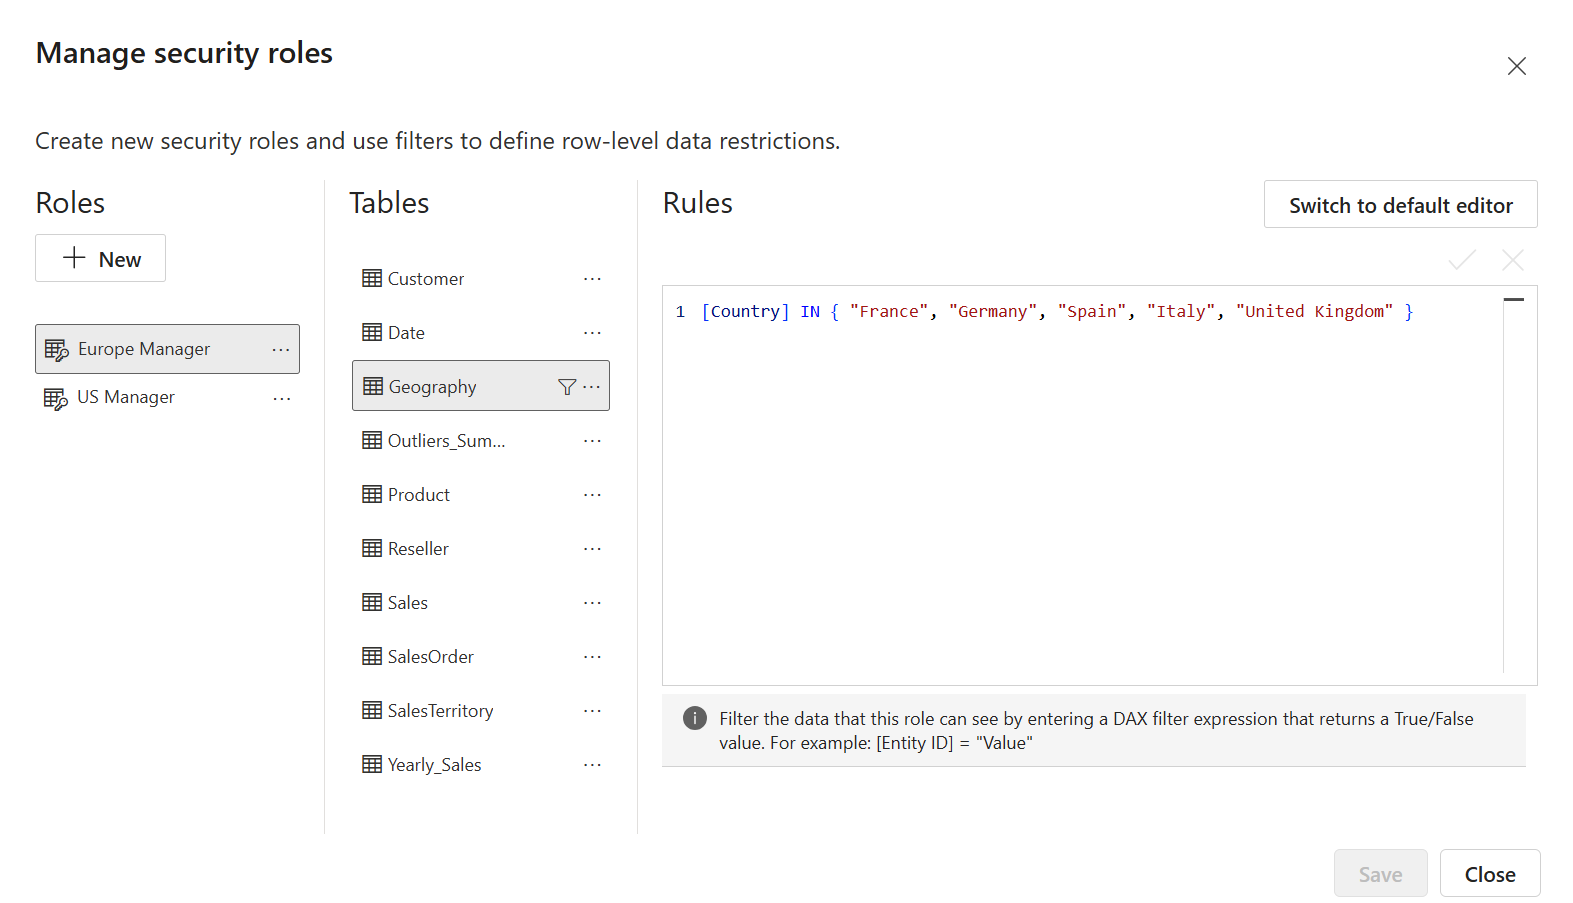 Manage security roles
Create new security roles and use filters to define row-level data restrictions.
Roles
New
Europe Manager
US Manager
Tables
Customer
Date
Geography
Outliers_Sum...
Product
Reseller
Sales
SalesOrder
SalesTerritory
Yearly_Sales
Rules
Switch to default editor
1 [Country] IN { "France", "Germany", "Spain", "Italy", "United Kingdom" }
Filter the data that this role can see by entering a DAX filter expression that returns a True/False
value. For example: [Entity ID] = "Value"
Save
Close